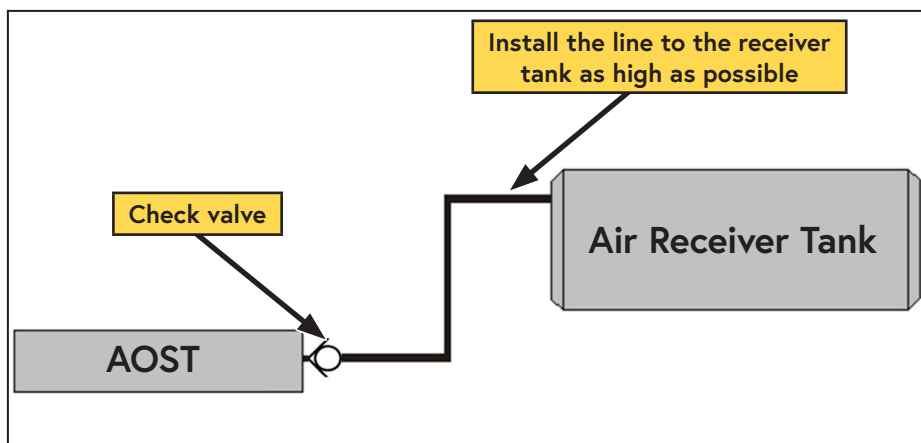 Install the line to the receiver
tank as high as possible
Check valve
Air Receiver Tank
AOST